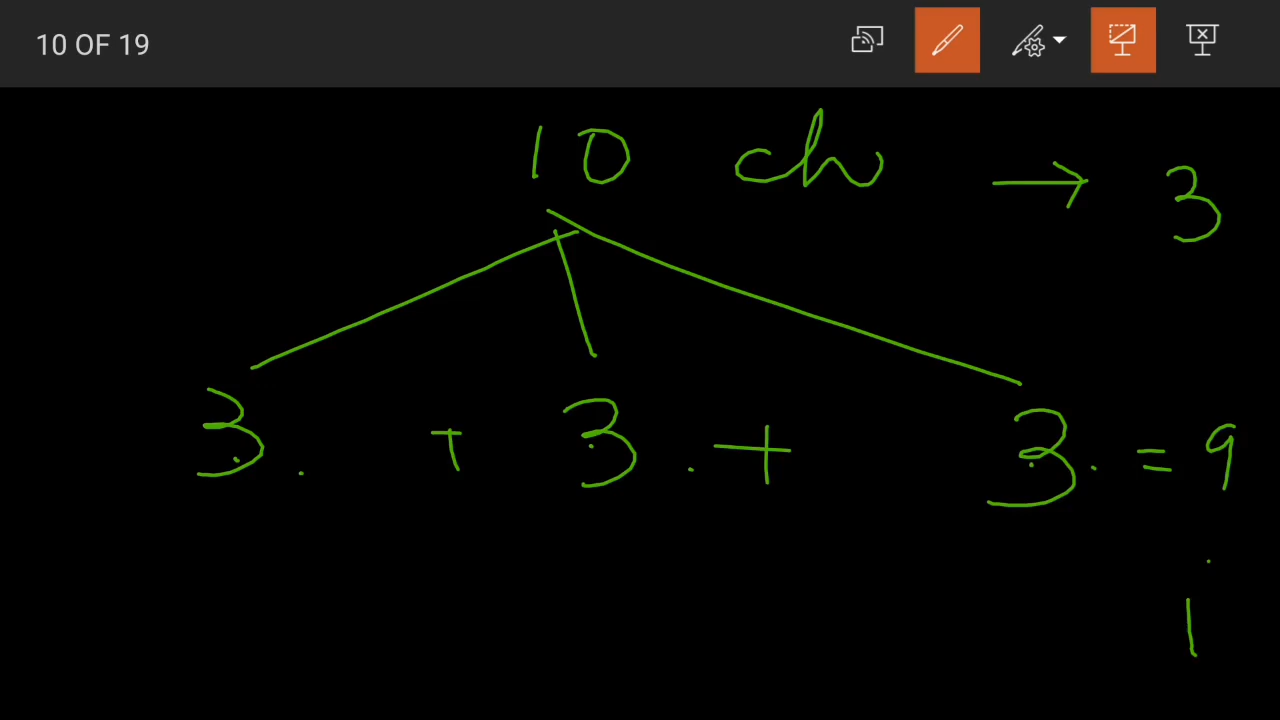 10 OF 19
10 ch → 3
3. + 3. + 3. = 9
1